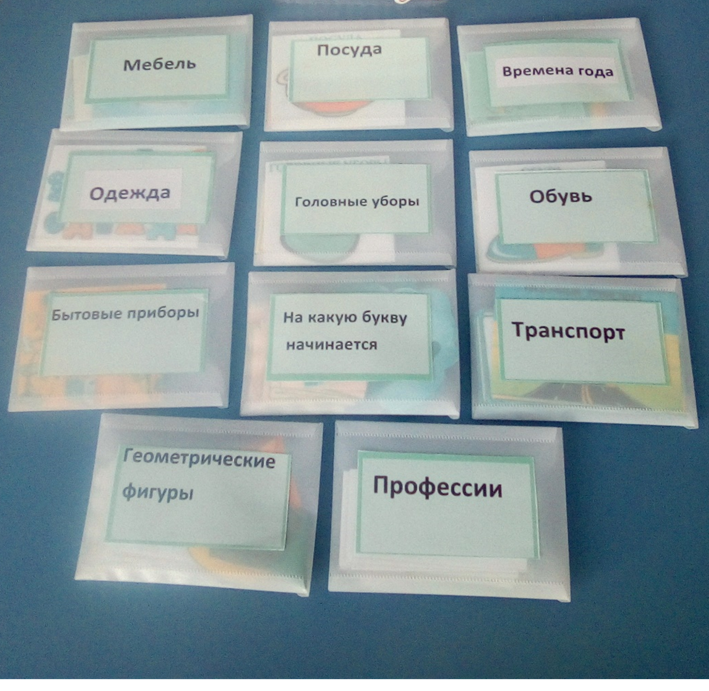 Мебель
Посуда
Времена года
Одежда
Головные уборы
Обувь
Бытовые приборы
На какую букву
начинается
Транспорт
Геометрические
фигуры
Профессии